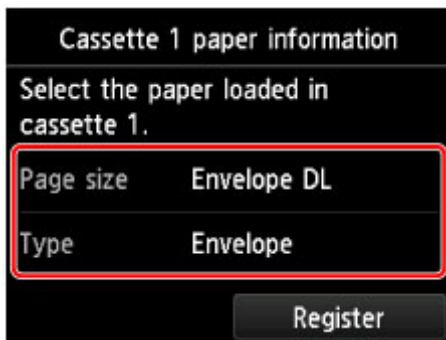 Cassette 1 paper information
Select the paper loaded in
cassette 1.
Page size Envelope DL
Type Envelope
Register